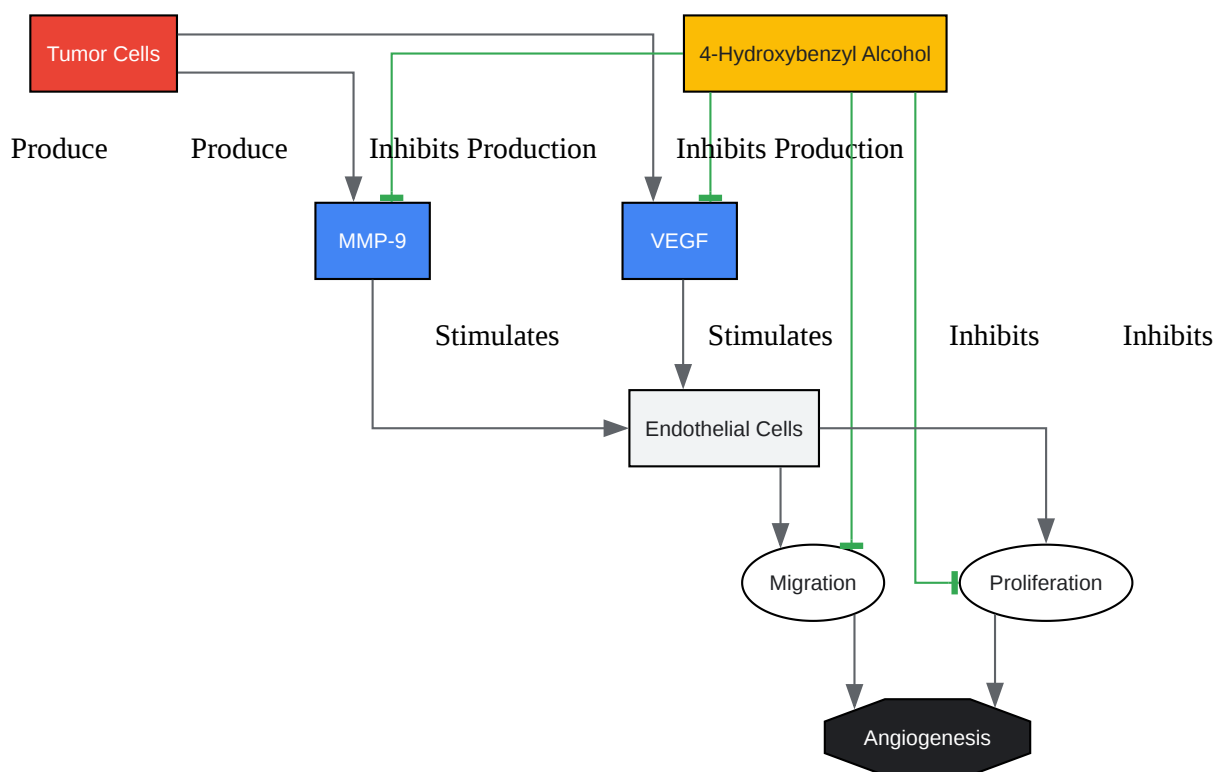 Tumor Cells
4-Hydroxybenzyl Alcohol
Produce
Produce
Inhibits Production
Inhibits Production
MMP-9
VEGF
Stimulates
Stimulates
Inhibits
Inhibits
Endothelial Cells
Migration
Proliferation
Angiogenesis